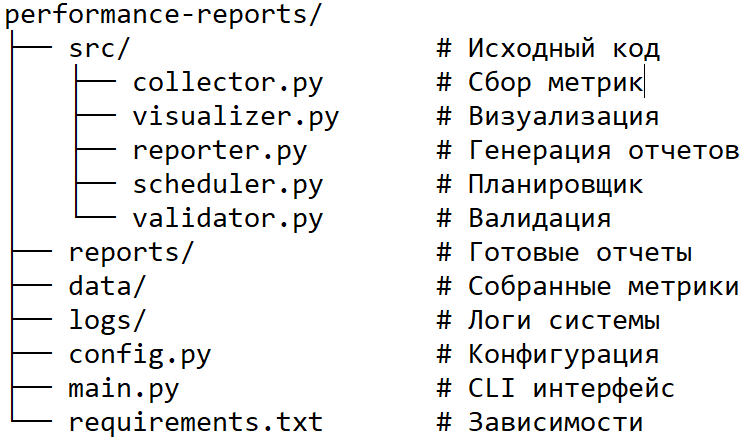 performance-reports/
├── src/                   # Исходный код
│   ├── collector.py       # Сбор метрик
│   ├── visualizer.py      # Визуализация
│   ├── reporter.py        # Генерация отчетов
│   ├── scheduler.py       # Планировщик
│   └── validator.py       # Валидация
├── reports/               # Готовые отчеты
├── data/                  # Собранные метрики
├── logs/                  # Логи системы
├── config.py              # Конфигурация
├── main.py                # CLI интерфейс
└── requirements.txt       # Зависимости